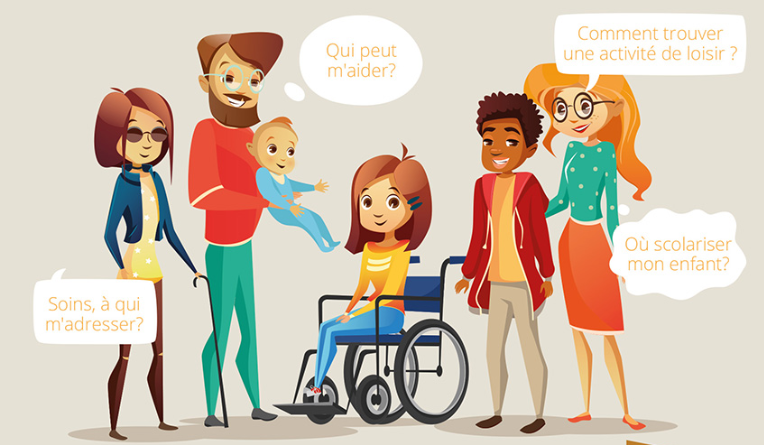 Qui peut
m'aider?
Comment trouver
une activité de loisir ?
Où scolariser
mon enfant?
Soins, à qui
m'adresser?